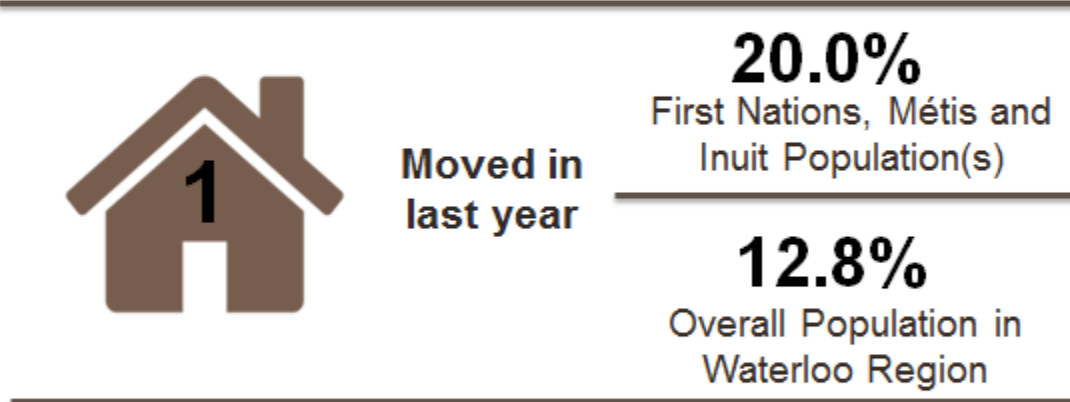 1
Moved in
last year
20.0%
First Nations, Métis and
Inuit Population(s)
12.8%
Overall Population in
Waterloo Region